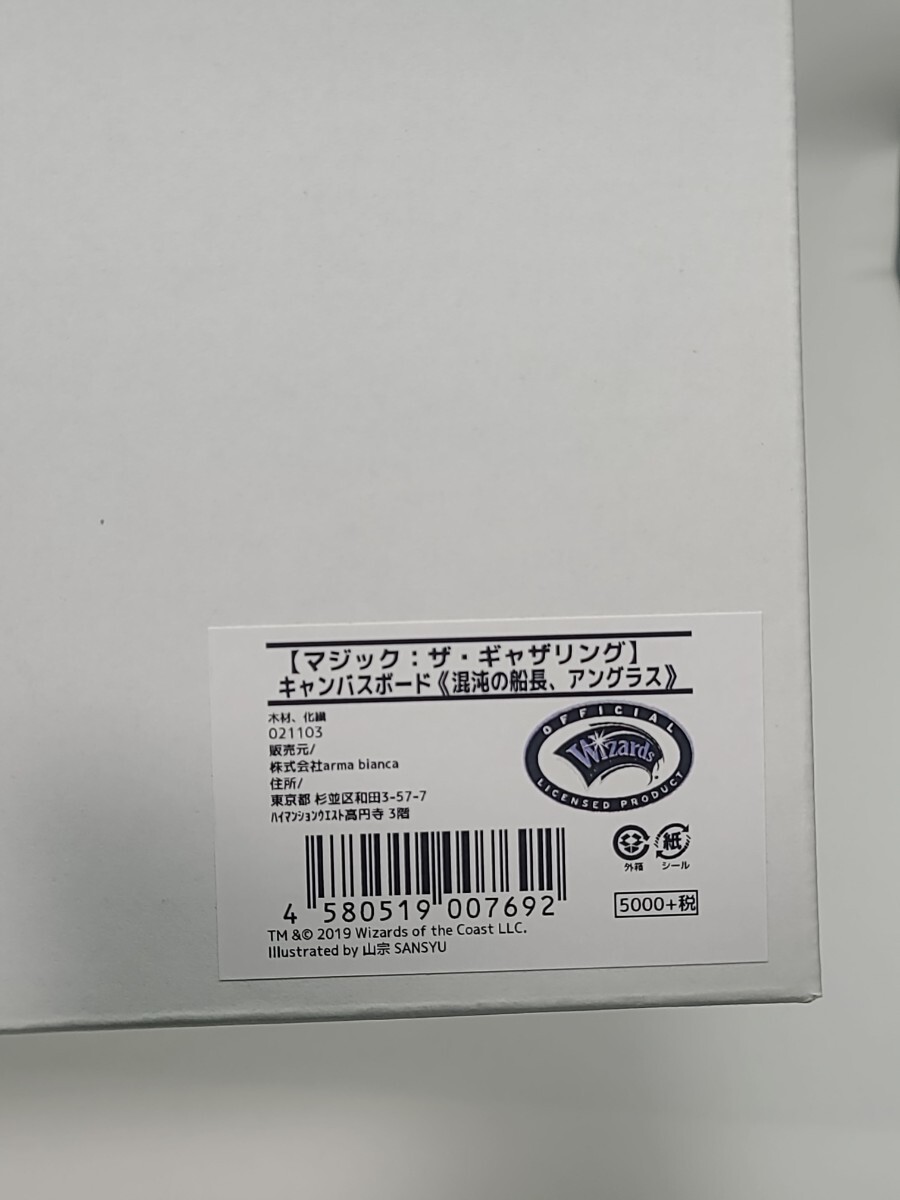 【マジック：ザ・ギャザリング】
キャンバスボード《混沌の船長、アングラス》
木材、化繊
021103
販売元/
株式会社arma bianca
住所/
東京都 杉並区和田3-57-7
ﾊｲﾏﾝｼｮﾝｳｴｽﾄ高円寺 3階
OFFICIAL
Wizards
LICENSED PRODUCT
紙
外箱
シール
4 580519 007692
5000+税
TM &© 2019 Wizards of the Coast LLC.
Illustrated by 山宗 SANSYU